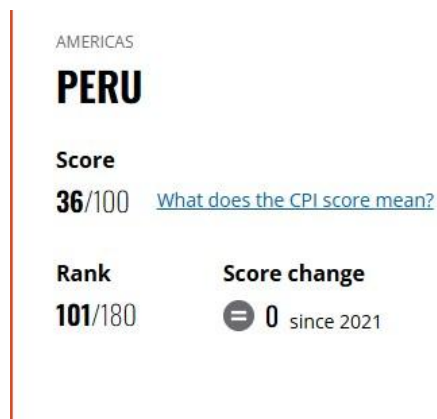 AMERICAS
PERU
Score
36/100 What does the CPI score mean?
Rank Score change
101/180 = 0 since 2021